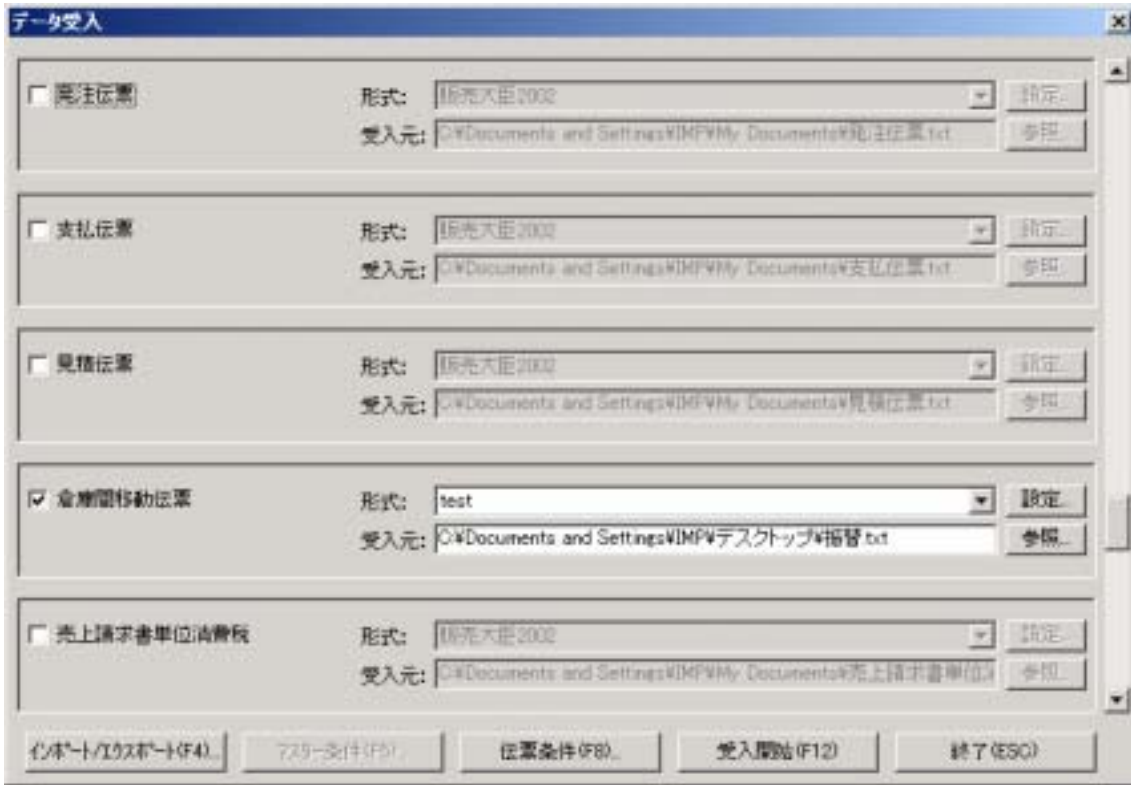 データ受入
発注伝票 形式: 販売大臣2002 設定...
受入元: C:¥Documents and Settings¥IMP¥My Documents¥発注伝票.txt 参照...
支払伝票 形式: 販売大臣2002 設定...
受入元: C:¥Documents and Settings¥IMP¥My Documents¥支払伝票.txt 参照...
見積伝票 形式: 販売大臣2002 設定...
受入元: C:¥Documents and Settings¥IMP¥My Documents¥見積伝票.txt 参照...
倉庫間移動伝票 形式: test 設定...
受入元: C:¥Documents and Settings¥IMP¥デスクトップ¥振替.txt 参照...
売上請求書単位消費税 形式: 販売大臣2002 設定...
受入元: C:¥Documents and Settings¥IMP¥My Documents¥売上請求書単位 参照...
インポート/エクスポート(F4)... マスター条件(F5)... 伝票条件(F8)... 受入開始(F12) 終了(ESC)